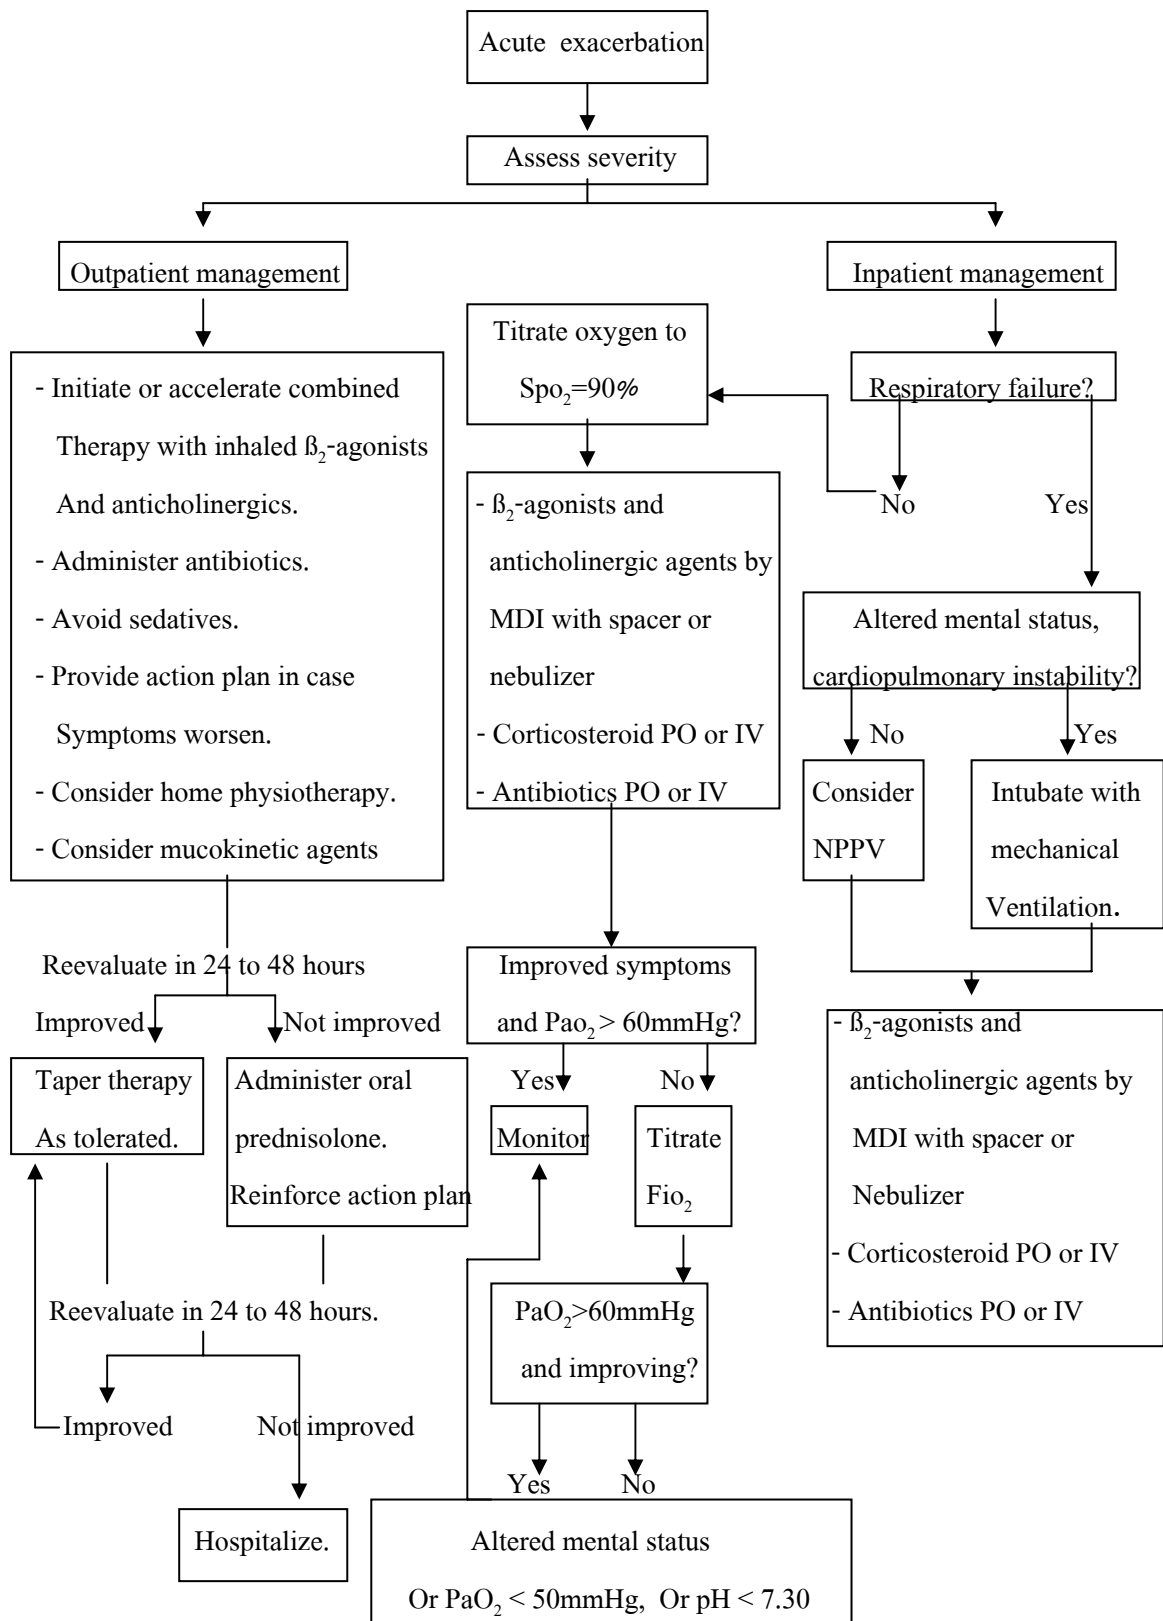 Acute exacerbation
Assess severity
Outpatient management
Inpatient management
Titrate oxygen to
Spo₂=90%
Respiratory failure?
No
Yes
- Initiate or accelerate combined
Therapy with inhaled ß₂-agonists
And anticholinergics.
- Administer antibiotics.
- Avoid sedatives.
- Provide action plan in case
Symptoms worsen.
- Consider home physiotherapy.
- Consider mucokinetic agents
- ß₂-agonists and
anticholinergic agents by
MDI with spacer or
nebulizer
- Corticosteroid PO or IV
- Antibiotics PO or IV
Altered mental status,
cardiopulmonary instability?
No
Yes
Consider
NPPV
Intubate with
mechanical
Ventilation.
Reevaluate in 24 to 48 hours
Improved
Not improved
Taper therapy
As tolerated.
Administer oral
prednisolone.
Reinforce action plan
Improved symptoms
and Pao₂ > 60mmHg?
Yes
No
Monitor
Titrate
Fio₂
- ß₂-agonists and
anticholinergic agents by
MDI with spacer or
Nebulizer
- Corticosteroid PO or IV
- Antibiotics PO or IV
Reevaluate in 24 to 48 hours.
Improved
Not improved
Hospitalize.
PaO₂>60mmHg
and improving?
Yes
No
Altered mental status
Or PaO₂ < 50mmHg, Or pH < 7.30